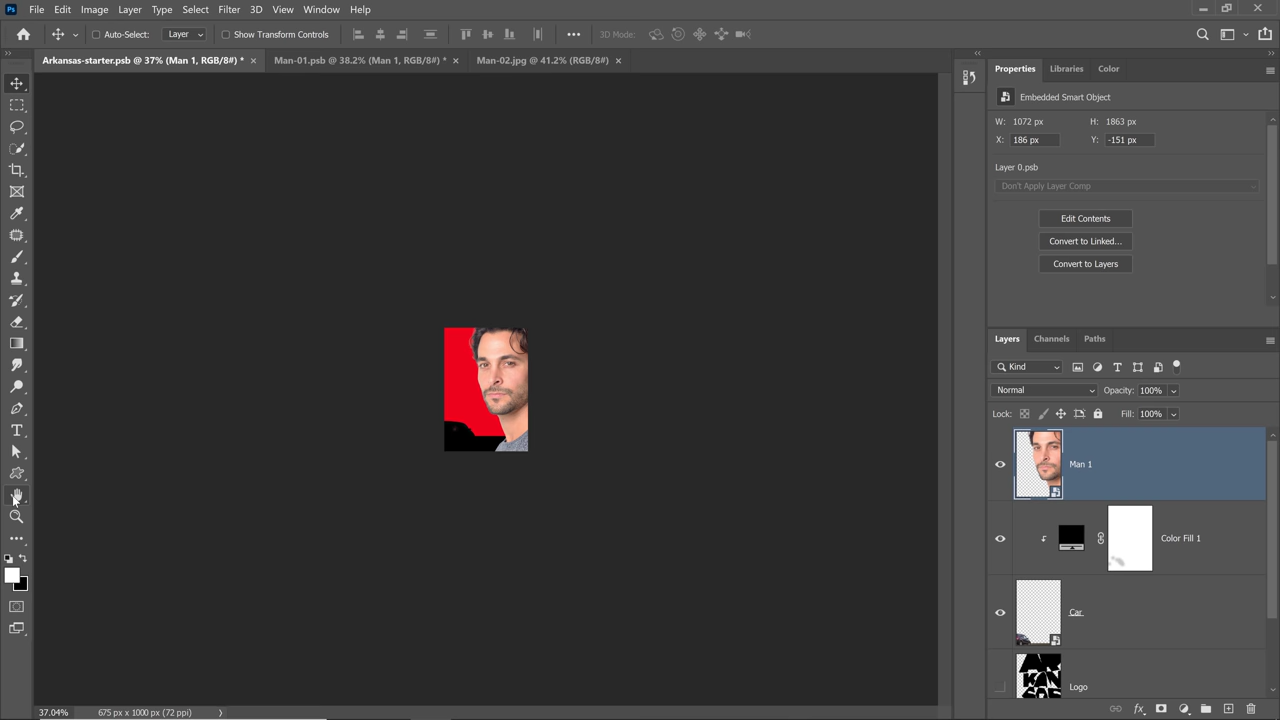 Ps File Edit Image Layer Type Select Filter 3D View Window Help
Auto-Select: Layer Show Transform Controls 3D Mode:
Arkansas-starter.psb @ 37% (Man 1, RGB/8#) * Man-01.psb @ 38.2% (Man 1, RGB/8#) * Man-02.jpg @ 41.2% (RGB/8#)
Properties Libraries Color
Embedded Smart Object
W: 1072 px H: 1863 px
X: 186 px Y: -151 px
Layer 0.psb
Don't Apply Layer Comp
Edit Contents
Convert to Linked...
Convert to Layers
Layers Channels Paths
Kind
Normal Opacity: 100%
Lock: Fill: 100%
Man 1
Color Fill 1
Car
Logo
37.04% 675 px x 1000 px (72 ppi)